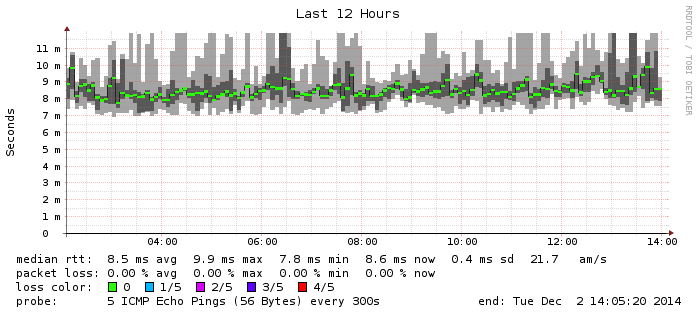 Last 12 Hours
RRDTOOL / TOBI OETIKER
Seconds
11 m
10 m
9 m
8 m
7 m
6 m
5 m
4 m
3 m
2 m
1 m
0
04:00 06:00 08:00 10:00 12:00 14:00
median rtt: 8.5 ms avg 9.9 ms max 7.8 ms min 8.6 ms now 0.4 ms sd 21.7 am/s
packet loss: 0.00 % avg 0.00 % max 0.00 % min 0.00 % now
loss color: 0 1/5 2/5 3/5 4/5
probe: 5 ICMP Echo Pings (56 Bytes) every 300s end: Tue Dec 2 14:05:20 2014